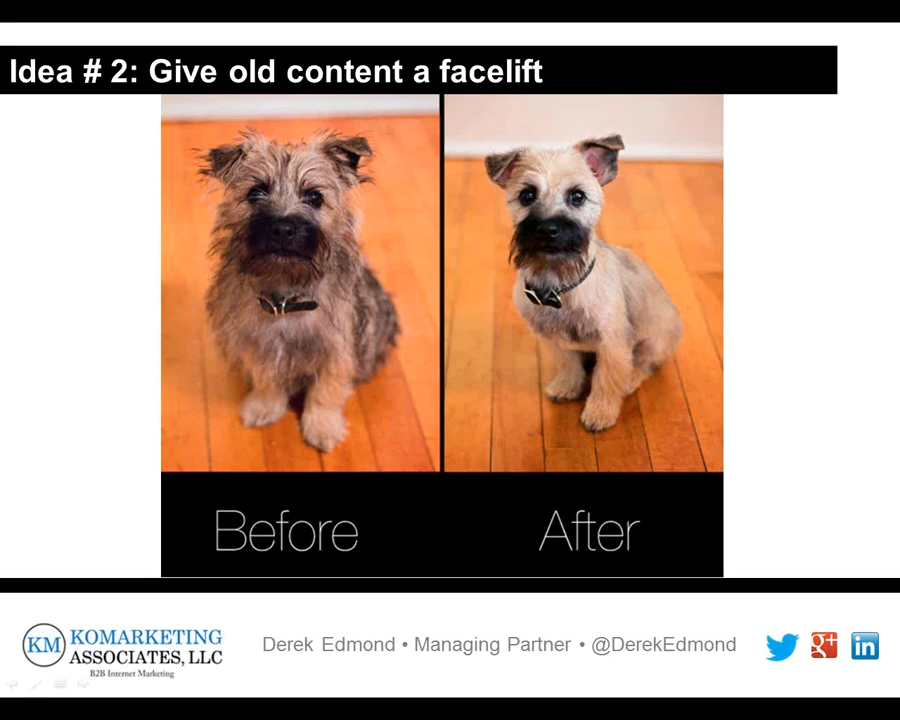 Idea # 2: Give old content a facelift
Before
After
KM
KOMARKETING
ASSOCIATES, LLC
B2B Internet Marketing
Derek Edmond • Managing Partner • @DerekEdmond
g+
in